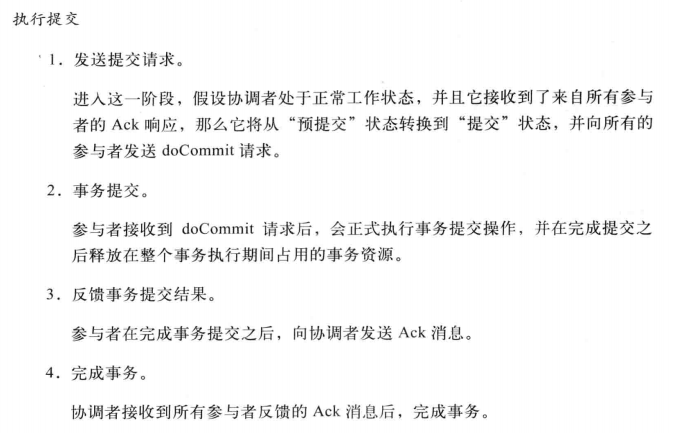 执行提交
1. 发送提交请求。
进入这一阶段，假设协调者处于正常工作状态，并且它接收到了来自所有参与
者的 Ack 响应，那么它将从“预提交”状态转换到“提交”状态，并向所有的
参与者发送 doCommit 请求。
2. 事务提交。
参与者接收到 doCommit 请求后，会正式执行事务提交操作，并在完成提交之
后释放在整个事务执行期间占用的事务资源。
3. 反馈事务提交结果。
参与者在完成事务提交之后，向协调者发送 Ack 消息。
4. 完成事务。
协调者接收到所有参与者反馈的 Ack 消息后，完成事务。